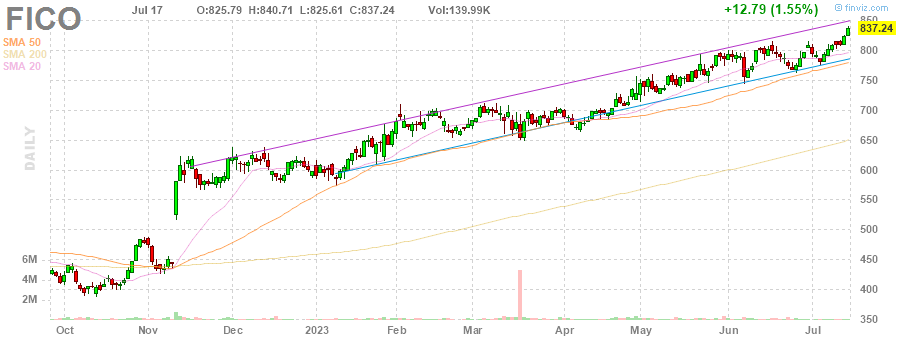 FICO Jul 17 O:825.79 H:840.71 L:825.61 C:837.24 Vol:139.99K +12.79 (1.55%) © finviz.com
SMA 50
SMA 200
SMA 20
DAILY
850
837.24
800
750
700
650
600
550
500
450
400
350
6M
4M
2M
Oct Nov Dec 2023 Feb Mar Apr May Jun Jul